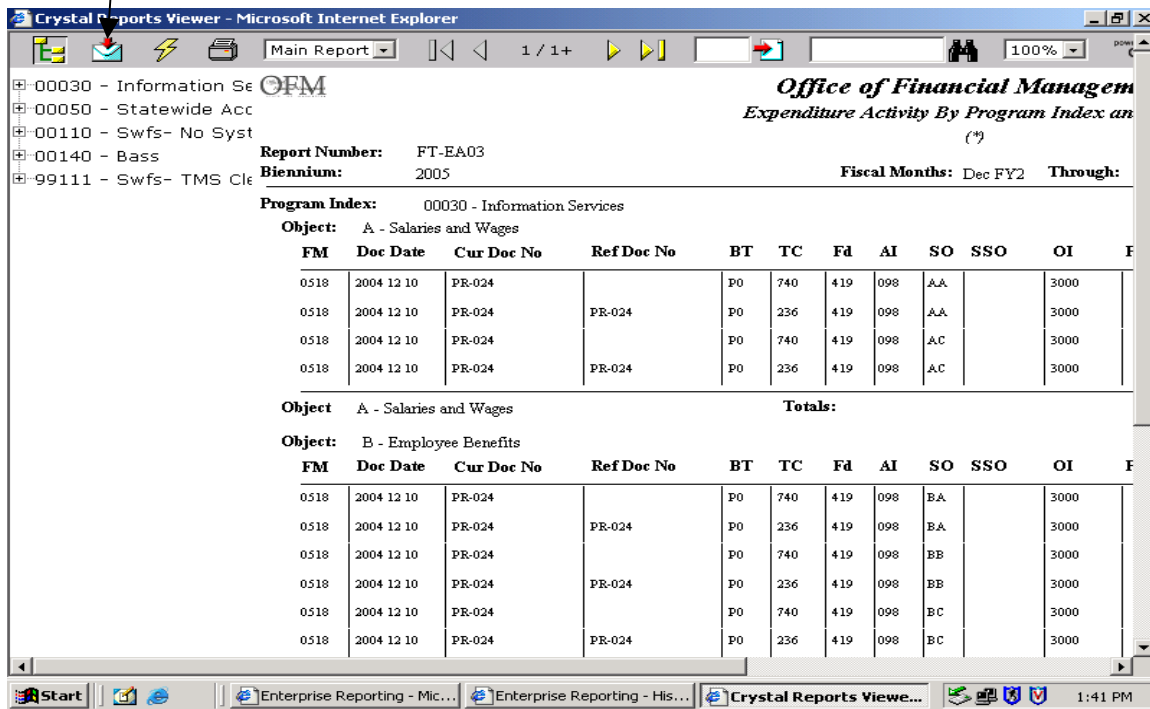 Crystal Reports Viewer - Microsoft Internet Explorer
Main Report 1 / 1+ 100%
00030 - Information Se
00050 - Statewide Acc
00110 - Swfs- No Syst
00140 - Bass
99111 - Swfs- TMS Cle
OFM
Office of Financial Managem
Expenditure Activity By Program Index an
(*)
Report Number: FT-EA03
Biennium: 2005 Fiscal Months: Dec FY2 Through:
Program Index: 00030 - Information Services
Object: A - Salaries and Wages
FM Doc Date Cur Doc No Ref Doc No BT TC Fd AI SO SSO OI
0518 2004 12 10 PR-024 P0 740 419 098 AA 3000
0518 2004 12 10 PR-024 PR-024 P0 236 419 098 AA 3000
0518 2004 12 10 PR-024 P0 740 419 098 AC 3000
0518 2004 12 10 PR-024 PR-024 P0 236 419 098 AC 3000
Object A - Salaries and Wages Totals:
Object: B - Employee Benefits
FM Doc Date Cur Doc No Ref Doc No BT TC Fd AI SO SSO OI
0518 2004 12 10 PR-024 P0 740 419 098 BA 3000
0518 2004 12 10 PR-024 PR-024 P0 236 419 098 BA 3000
0518 2004 12 10 PR-024 P0 740 419 098 BB 3000
0518 2004 12 10 PR-024 PR-024 P0 236 419 098 BB 3000
0518 2004 12 10 PR-024 P0 740 419 098 BC 3000
0518 2004 12 10 PR-024 PR-024 P0 236 419 098 BC 3000
Start Enterprise Reporting - Mic... Enterprise Reporting - His... Crystal Reports Viewe... 1:41 PM